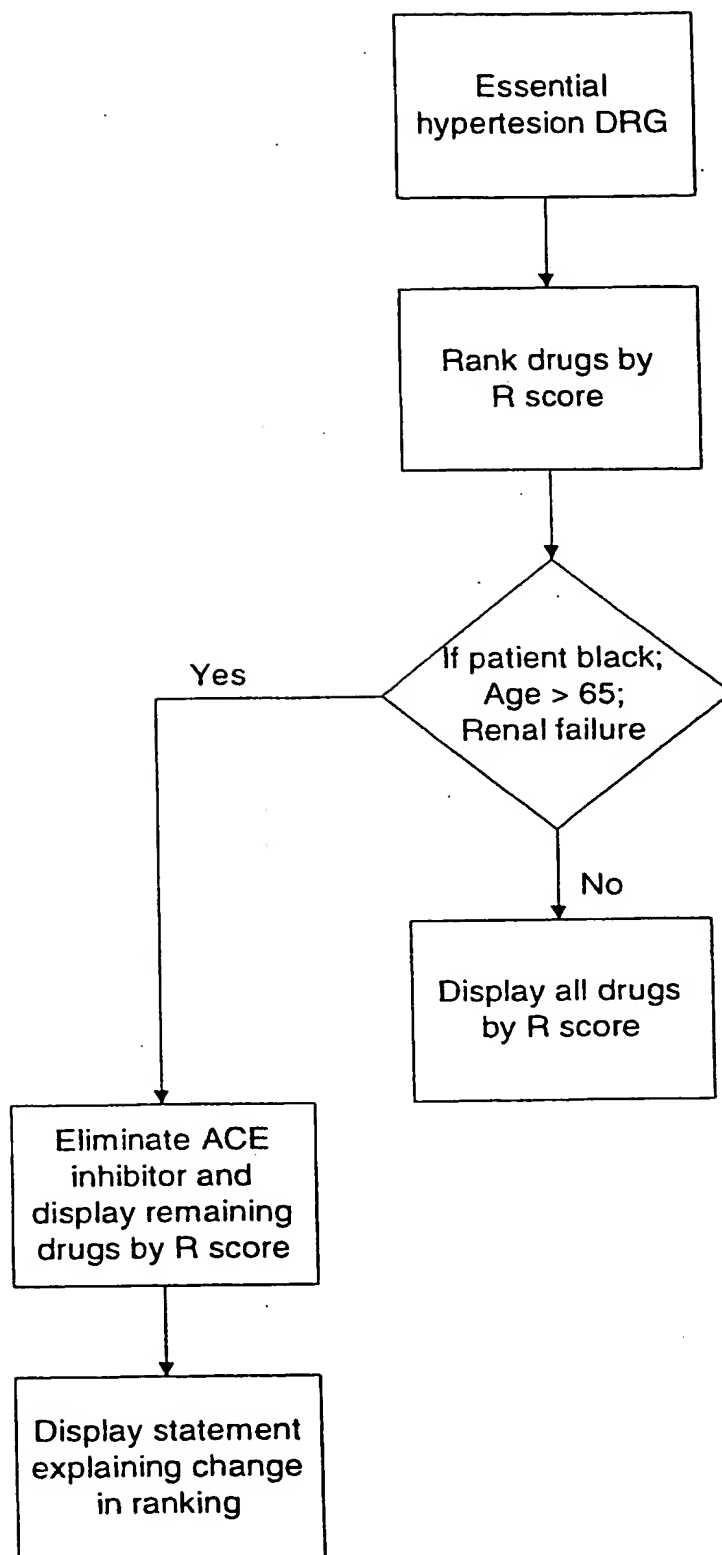 Essential
hypertesion DRG
Rank drugs by
R score
If patient black;
Age > 65;
Renal failure
Yes
No
Display all drugs
by R score
Eliminate ACE
inhibitor and
display remaining
drugs by R score
Display statement
explaining change
in ranking